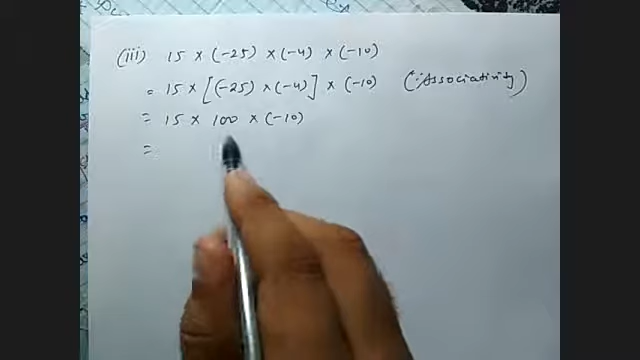 (iii) 15 × (-25) × (-4) × (-10)
= 15 × [(-25) × (-4)] × (-10) (∵Associativity)
= 15 × 100 × (-10)
=